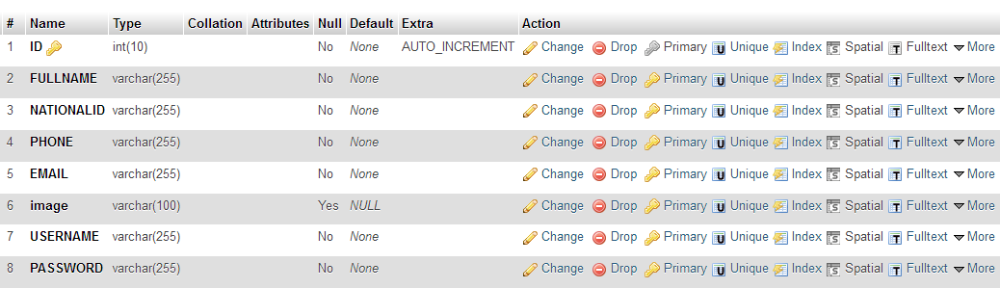 # Name Type Collation Attributes Null Default Extra Action
1 ID int(10) No None AUTO_INCREMENT Change Drop Primary U Unique Index S Spatial T Fulltext More
2 FULLNAME varchar(255) No None Change Drop Primary U Unique Index S Spatial T Fulltext More
3 NATIONALID varchar(255) No None Change Drop Primary U Unique Index S Spatial T Fulltext More
4 PHONE varchar(255) No None Change Drop Primary U Unique Index S Spatial T Fulltext More
5 EMAIL varchar(255) No None Change Drop Primary U Unique Index S Spatial T Fulltext More
6 image varchar(100) Yes NULL Change Drop Primary U Unique Index S Spatial T Fulltext More
7 USERNAME varchar(255) No None Change Drop Primary U Unique Index S Spatial T Fulltext More
8 PASSWORD varchar(255) No None Change Drop Primary U Unique Index S Spatial T Fulltext More